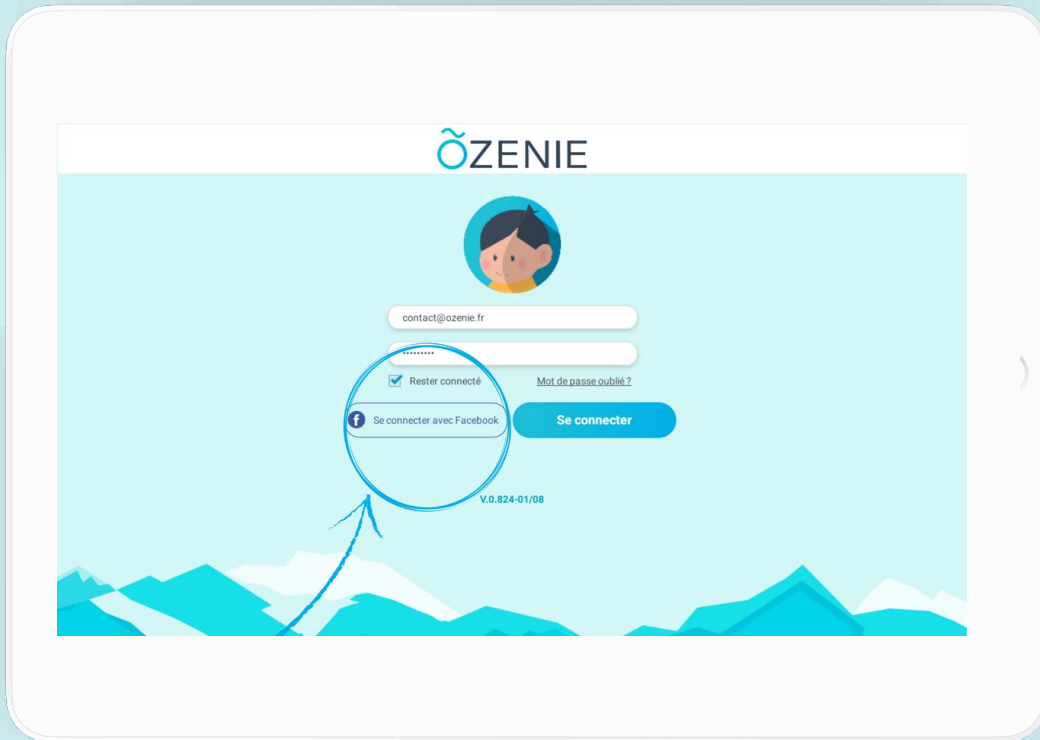 õZENIE
contact@ozenie.fr
•••••••••
Rester connecté
Mot de passe oublié ?
Se connecter avec Facebook
Se connecter
V.0.824-01/08